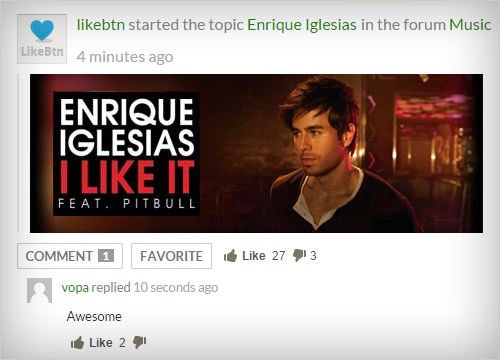 LikeBtn
likebtn started the topic Enrique Iglesias in the forum Music
4 minutes ago
ENRIQUE
IGLESIAS
I LIKE IT
FEAT. PITBULL
COMMENT 1 FAVORITE Like 27 3
vopa replied 10 seconds ago
Awesome
Like 2